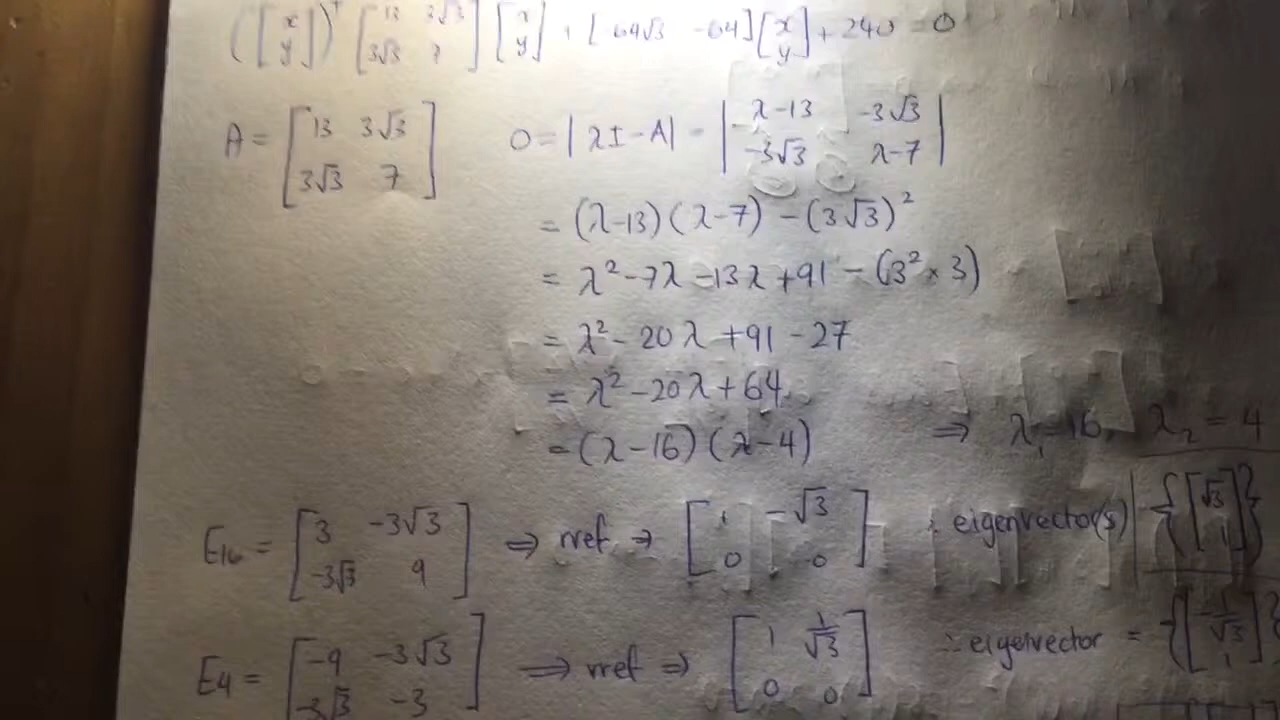 ([x y])ᵀ [13 3√3 3√3 7] [x y] + [ 64√3 -64] [x y] + 240 = 0
A = [13 3√3 3√3 7] 0 = |λI - A| = |λ-13 -3√3 -3√3 λ-7|
= (λ-13)(λ-7) - (3√3)²
= λ² - 7λ - 13λ + 91 - (3² × 3)
= λ² - 20λ + 91 - 27
= λ² - 20λ + 64
= (λ-16)(λ-4) ⇒ λ₁ = 16, λ₂ = 4
E₁₆ = [3 -3√3 -3√3 9] ⇒ rref ⇒ [1 -√3 0 0] ∴ eigenvector(s) = {[√3 1]}
E4 = [-9 -3√3 -3√3 -3] ⇒ rref ⇒ [1 1/√3 0 0] ∴ eigenvector = {[-1/√3 1]}